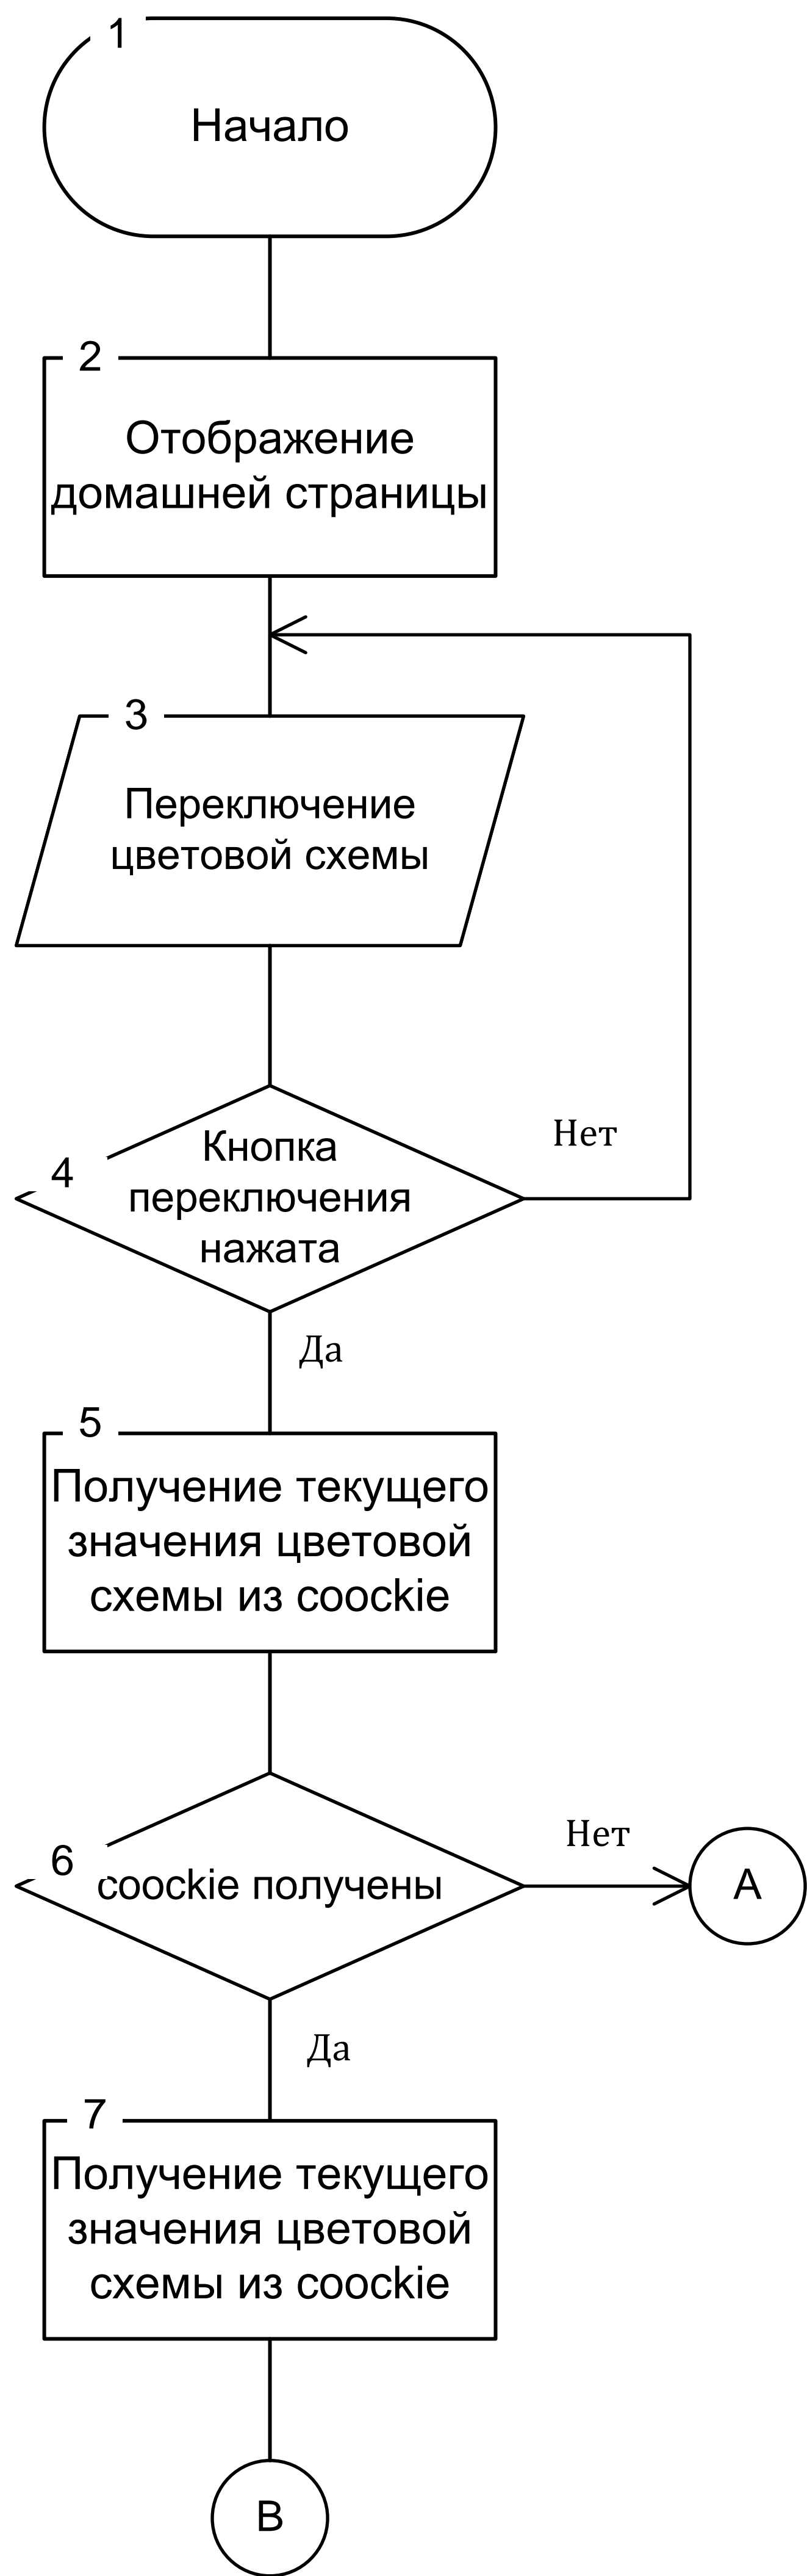 1
Начало
2
Отображение
домашней страницы
3
Переключение
цветовой схемы
4
Кнопка
переключения
нажата
Нет
Да
5
Получение текущего
значения цветовой
схемы из coockie
6
coockie получены
Нет
А
Да
7
Получение текущего
значения цветовой
схемы из coockie
В